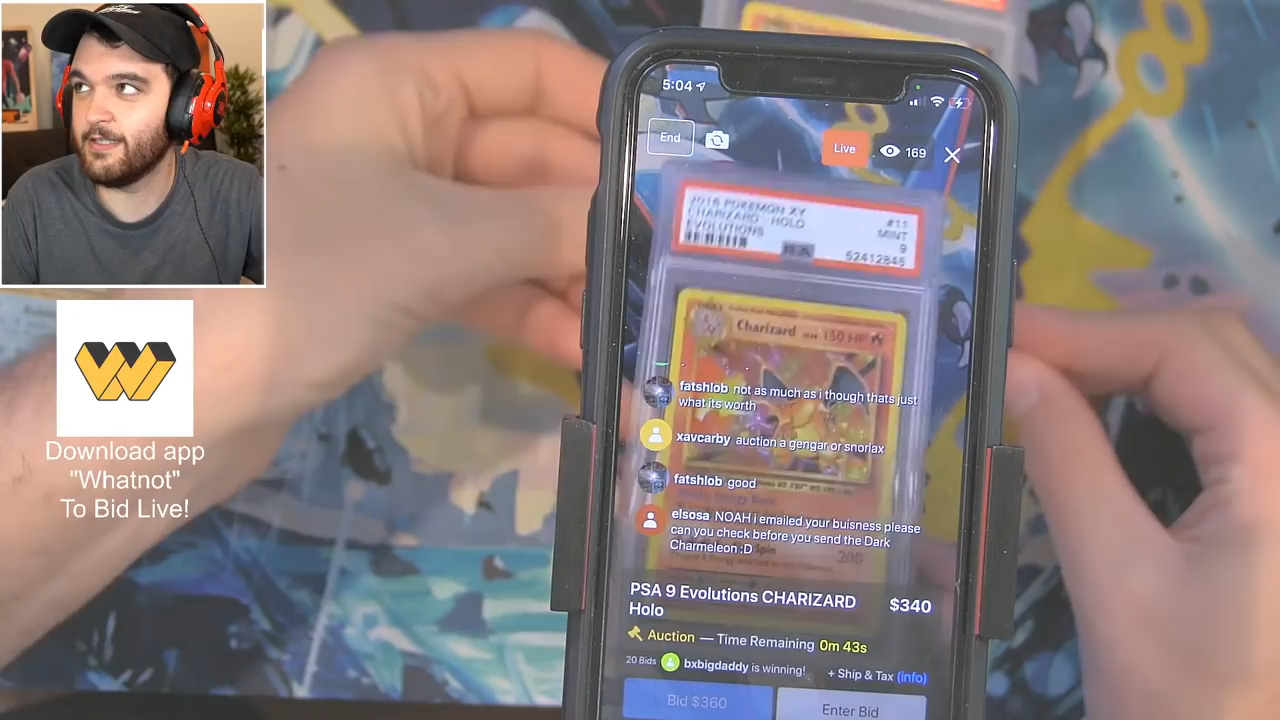 5:04
End
Live
169
2016 POKEMON XY
CHARIZARD - HOLO
EVOLUTIONS
#11
MINT
9
52412845
Charizard
150 HP
fatshlob not as much as i though thats just
what its worth
xavcarby auction a gengar or snorlax
fatshlob good
elsosa NOAH i emailed your buisness please
can you check before you send the Dark
Charmeleon :D
Spin
200
PSA 9 Evolutions CHARIZARD
Holo
$340
Auction — Time Remaining 0m 43s
20 Bids bxbigdaddy is winning!
+ Ship & Tax (info)
Bid $360
Enter Bid
W
Download app
"Whatnot"
To Bid Live!